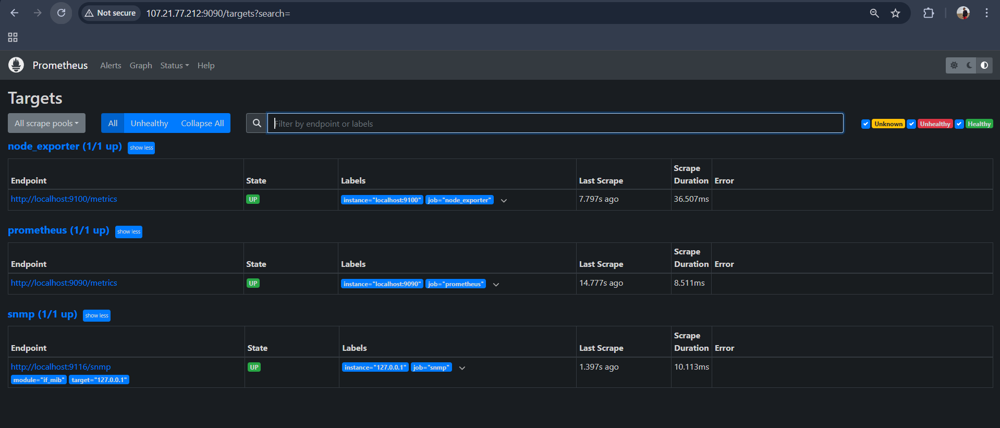 Not secure 107.21.77.212:9090/targets?search=
Prometheus Alerts Graph Status Help
Targets
All scrape pools All Unhealthy Collapse All Filter by endpoint or labels Unknown Unhealthy Healthy
node_exporter (1/1 up) show less
Endpoint State Labels Last Scrape Scrape Duration Error
http://localhost:9100/metrics UP instance="localhost:9100" job="node_exporter" 7.797s ago 36.507ms
prometheus (1/1 up) show less
Endpoint State Labels Last Scrape Scrape Duration Error
http://localhost:9090/metrics UP instance="localhost:9090" job="prometheus" 14.777s ago 8.511ms
snmp (1/1 up) show less
Endpoint State Labels Last Scrape Scrape Duration Error
http://localhost:9116/snmp UP instance="127.0.0.1" job="snmp" 1.397s ago 10.113ms
module="if_mib" target="127.0.0.1"